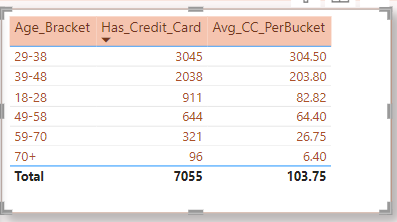 Age_Bracket Has_Credit_Card Avg_CC_PerBucket
29-38 3045 304.50
39-48 2038 203.80
18-28 911 82.82
49-58 644 64.40
59-70 321 26.75
70+ 96 6.40
Total 7055 103.75